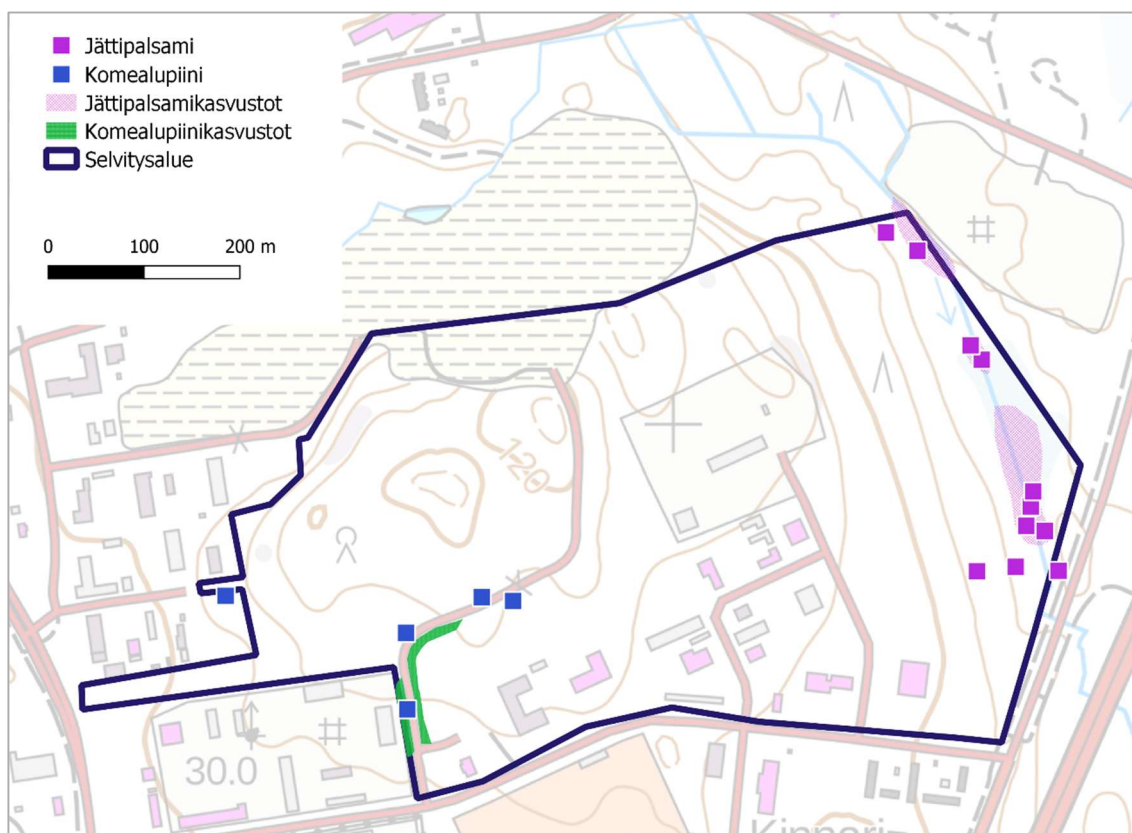 Jättipalsami
Komealupiini
Jättipalsamikasvustot
Komealupiinikasvustot
Selvitysalue
0 100 200 m
120
30.0
Kinnari